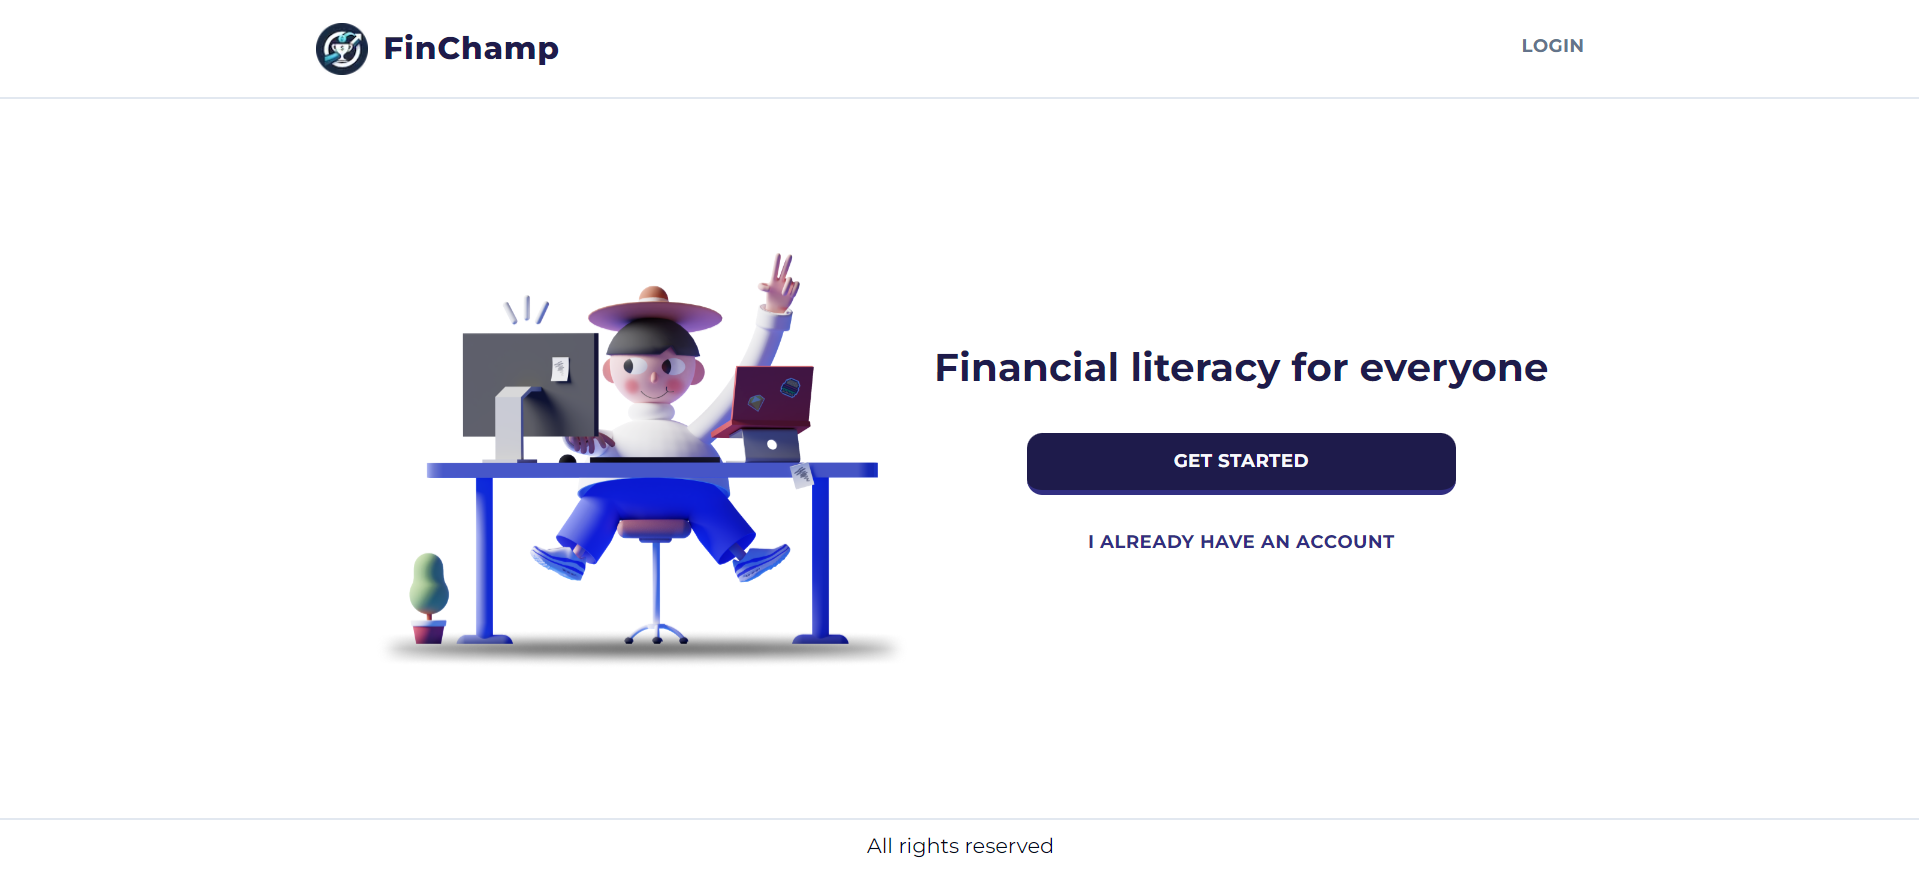 FinChamp
LOGIN
Financial literacy for everyone
GET STARTED
I ALREADY HAVE AN ACCOUNT
All rights reserved